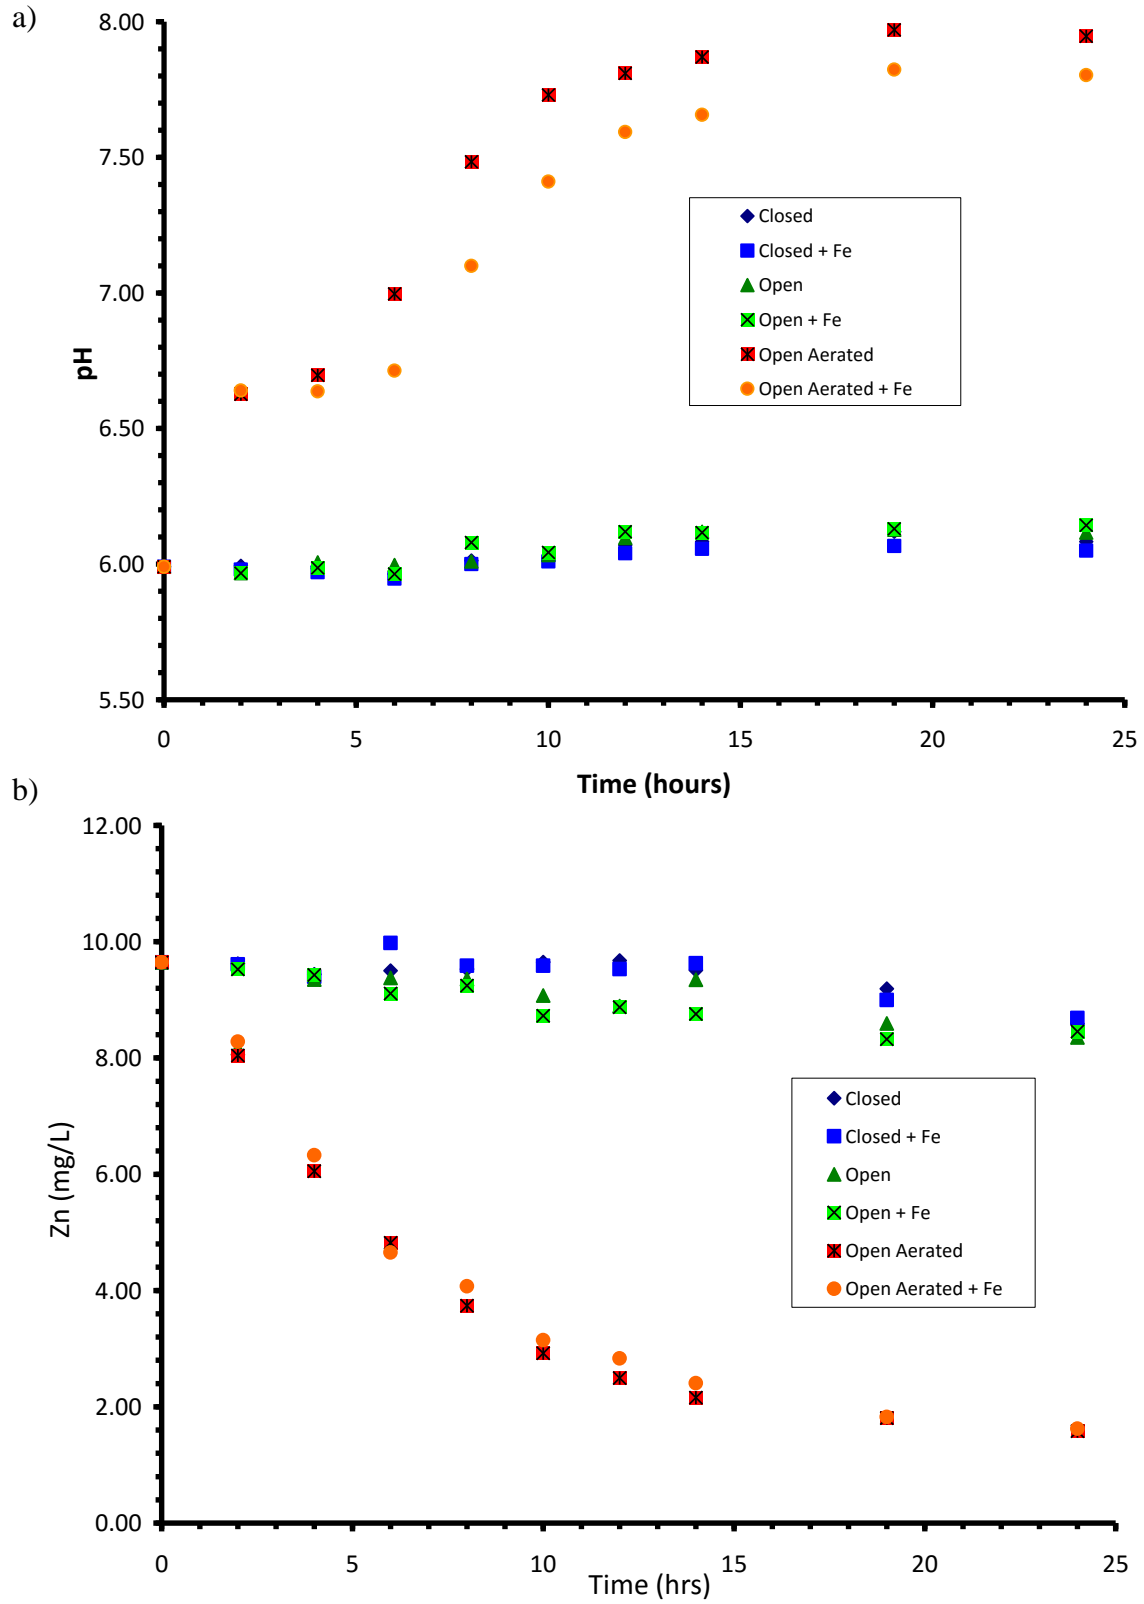 a)
8.00
7.50
7.00
6.50
6.00
5.50
pH
Closed
Closed + Fe
Open
Open + Fe
Open Aerated
Open Aerated + Fe
0 5 10 15 20 25
Time (hours)
b)
12.00
10.00
8.00
6.00
4.00
2.00
0.00
Zn (mg/L)
Closed
Closed + Fe
Open
Open + Fe
Open Aerated
Open Aerated + Fe
0 5 10 15 20 25
Time (hrs)